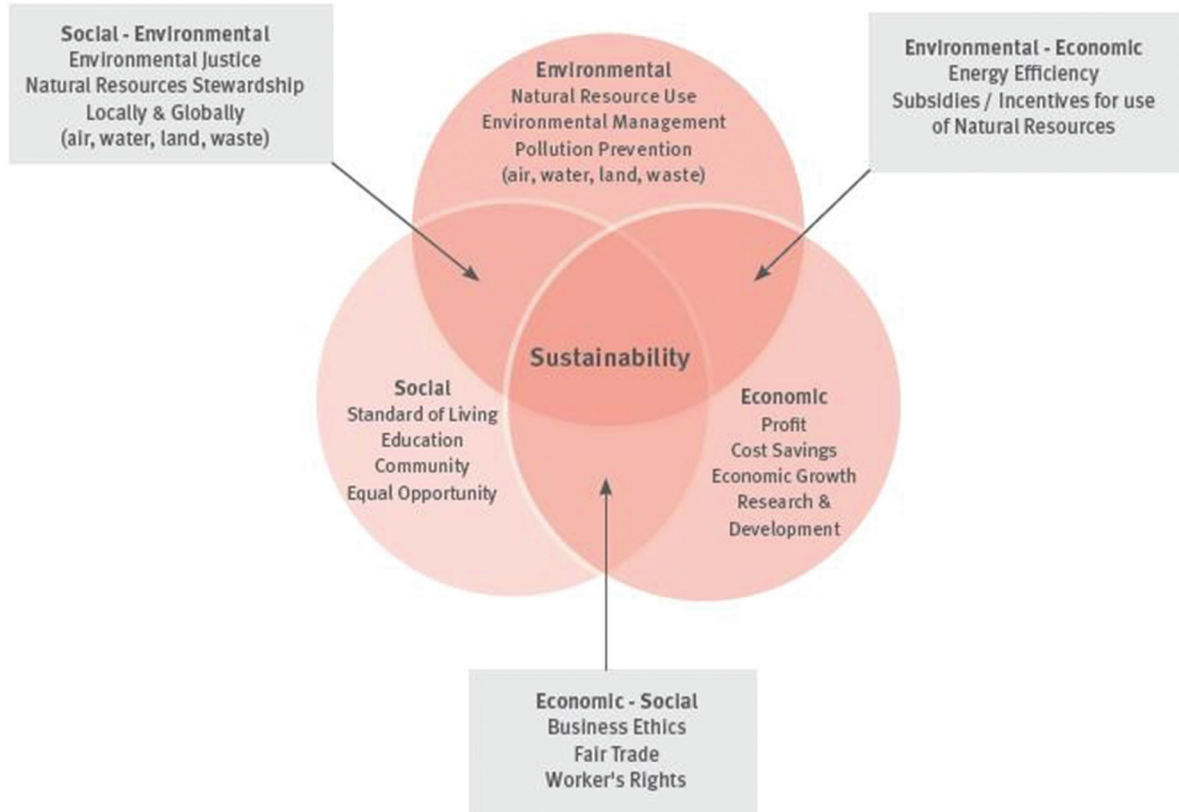 Social - Environmental
Environmental Justice
Natural Resources Stewardship
Locally & Globally
(air, water, land, waste)
Environmental
Natural Resource Use
Environmental Management
Pollution Prevention
(air, water, land, waste)
Environmental - Economic
Energy Efficiency
Subsidies / Incentives for use
of Natural Resources
Sustainability
Social
Standard of Living
Education
Community
Equal Opportunity
Economic
Profit
Cost Savings
Economic Growth
Research &
Development
Economic - Social
Business Ethics
Fair Trade
Worker's Rights